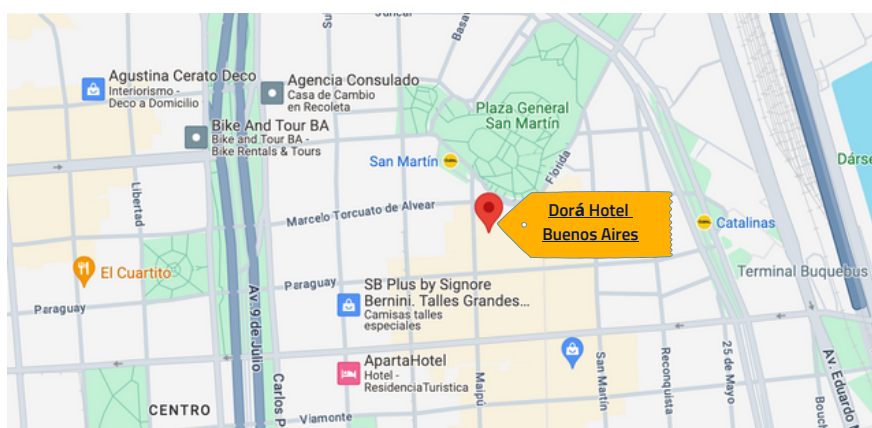 Juncal
Basav
Agustina Cerato Deco
Interiorismo -
Deco a Domicilio
Agencia Consulado
Casa de Cambio
en Recoleta
Plaza General
San Martín
Bike And Tour BA
Bike and Tour BA -
Bike Rentals & Tours
San Martín
Florida
Dárse
Libertad
Marcelo Torcuato de Alvear
Dorá Hotel
Buenos Aires
Catalinas
El Cuartito
Paraguay
Paraguay
SB Plus by Signore
Bernini. Talles Grandes...
Camisas talles
especiales
Terminal Buquebus
Av. 9 de Julio
ApartaHotel
Hotel -
ResidenciaTuristica
Carlos P
Maipú
San Martín
Reconquista
25 de Mayo
Av. Eduardo M
Bouch
CENTRO
Viamonte